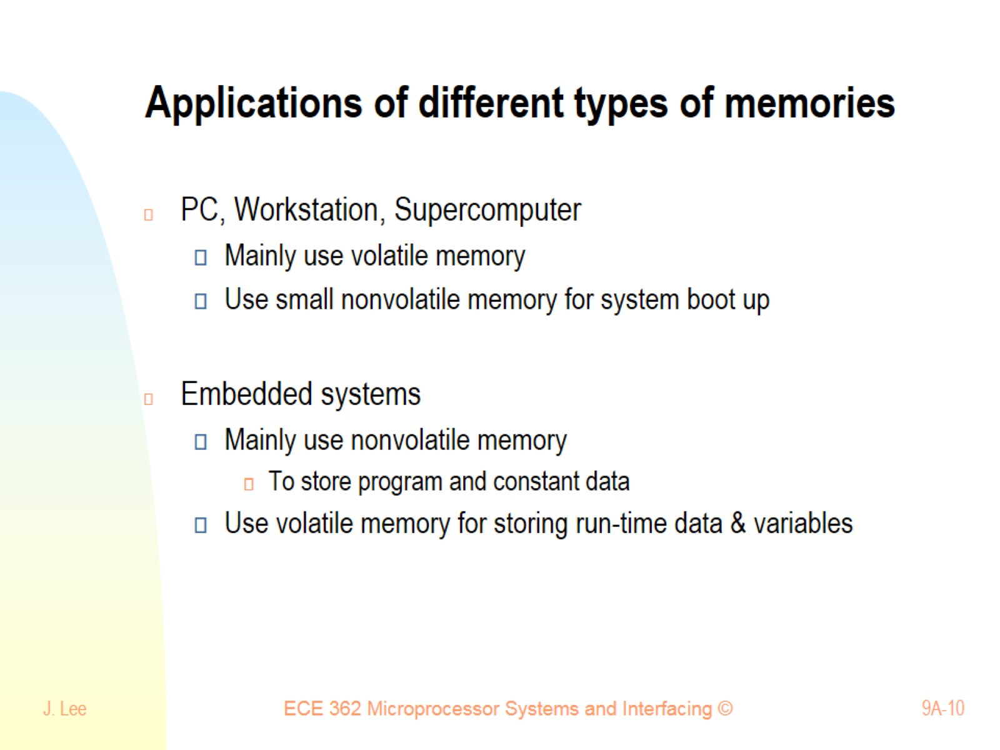 Applications of different types of memories
PC, Workstation, Supercomputer
Mainly use volatile memory
Use small nonvolatile memory for system boot up
Embedded systems
Mainly use nonvolatile memory
To store program and constant data
Use volatile memory for storing run-time data & variables
J. Lee
ECE 362 Microprocessor Systems and Interfacing ©
9A-10